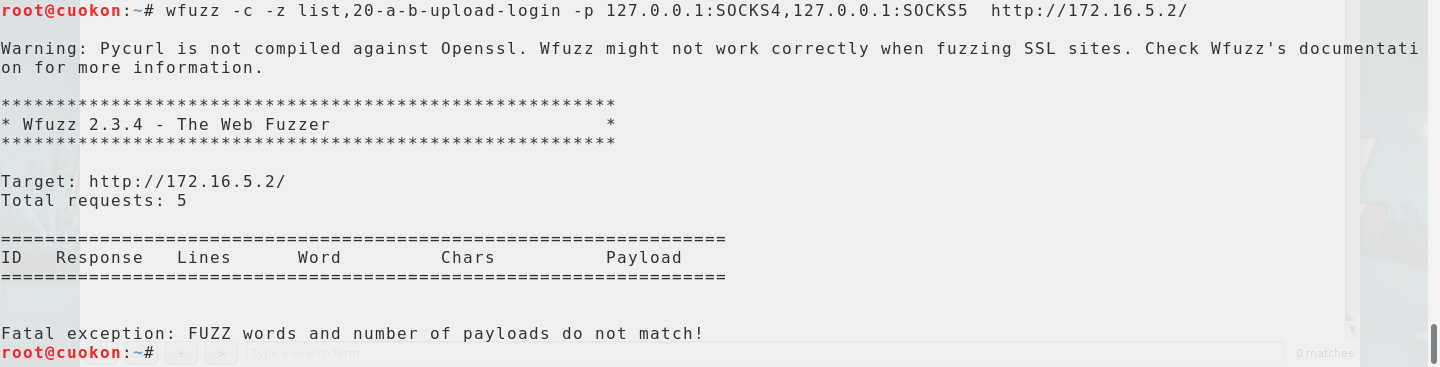 root@cuokon:~# wfuzz -c -z list,20-a-b-upload-login -p 127.0.0.1:SOCKS4,127.0.0.1:SOCKS5  http://172.16.5.2/
Warning: Pycurl is not compiled against Openssl. Wfuzz might not work correctly when fuzzing SSL sites. Check Wfuzz's documentati
on for more information.
********************************************************
* Wfuzz 2.3.4 - The Web Fuzzer                         *
********************************************************
Target: http://172.16.5.2/
Total requests: 5
==================================================================
ID   Response   Lines      Word         Chars          Payload
==================================================================
Fatal exception: FUZZ words and number of payloads do not match!
root@cuokon:~#
+ > Type a search term 0 matches